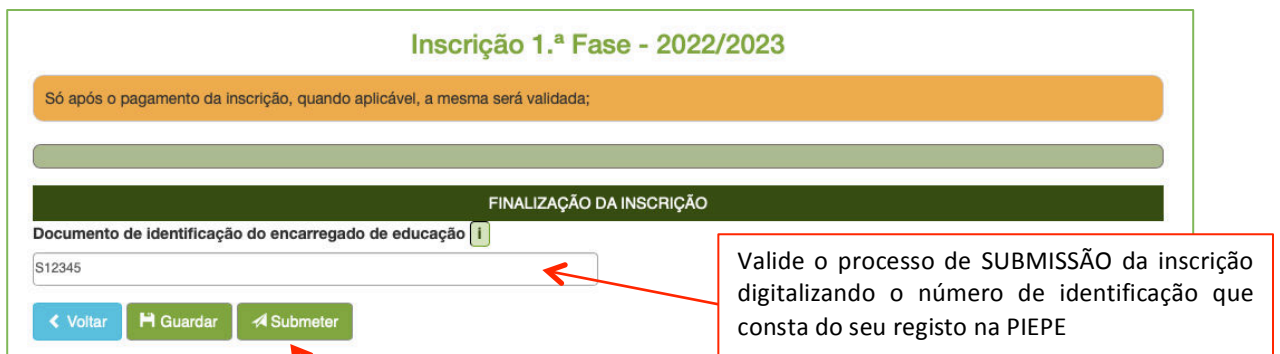 Inscrição 1.ª Fase - 2022/2023
Só após o pagamento da inscrição, quando aplicável, a mesma será validada;
FINALIZAÇÃO DA INSCRIÇÃO
Documento de identificação do encarregado de educação i
S12345
Valide o processo de SUBMISSÃO da inscrição
digitalizando o número de identificação que
consta do seu registo na PIEPE
Voltar Guardar Submeter